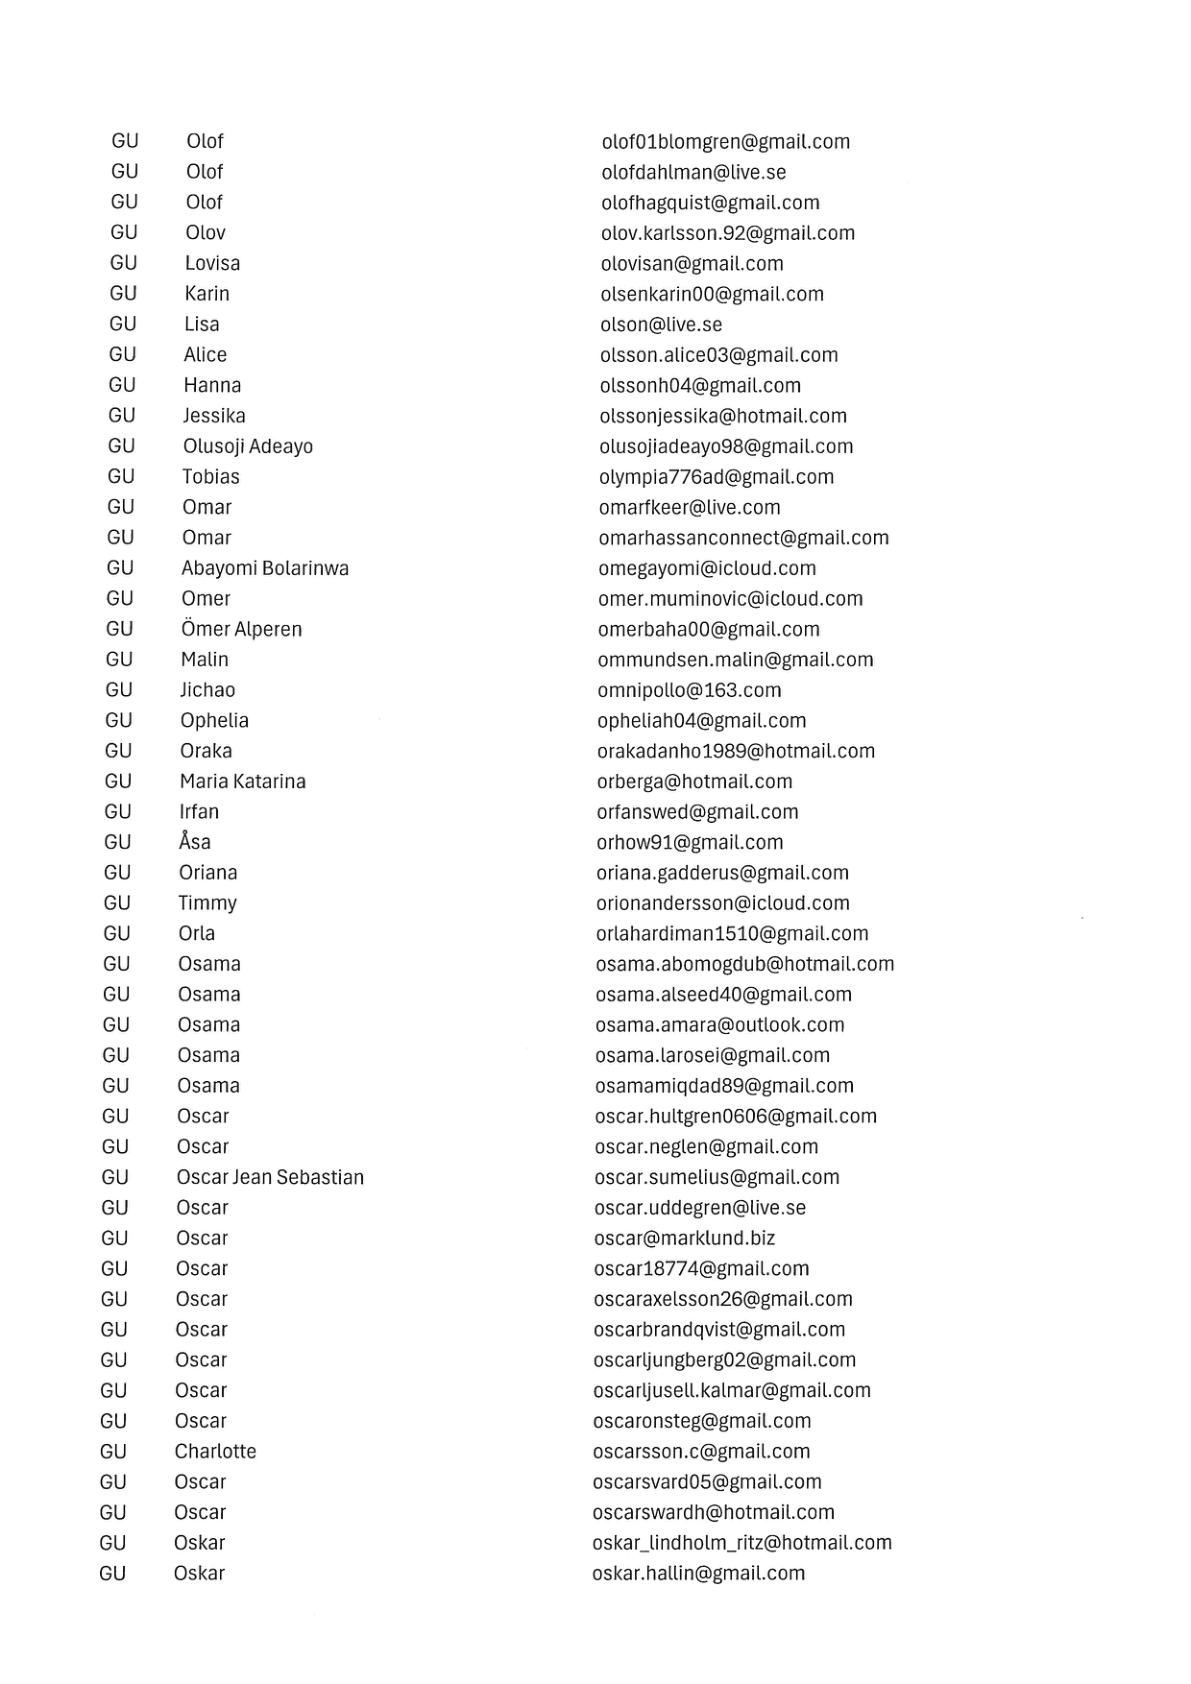 GU Olof olof01blomgren@gmail.com
GU Olof olofdahlman@live.se
GU Olof olofhagquist@gmail.com
GU Olov olov.karlsson.92@gmail.com
GU Lovisa olovisan@gmail.com
GU Karin olsenkarin00@gmail.com
GU Lisa olson@live.se
GU Alice olsson.alice03@gmail.com
GU Hanna olssonh04@gmail.com
GU Jessika olssonjessika@hotmail.com
GU Olusoji Adeayo olusojiadeayo98@gmail.com
GU Tobias olympia776ad@gmail.com
GU Omar omarfkeer@live.com
GU Omar omarhassanconnect@gmail.com
GU Abayomi Bolarinwa omegayomi@icloud.com
GU Omer omer.muminovic@icloud.com
GU Ömer Alperen omerbaha00@gmail.com
GU Malin ommundsen.malin@gmail.com
GU Jichao omnipollo@163.com
GU Ophelia opheliah04@gmail.com
GU Oraka orakadanho1989@hotmail.com
GU Maria Katarina orberga@hotmail.com
GU Irfan orfanswed@gmail.com
GU Åsa orhow91@gmail.com
GU Oriana oriana.gadderus@gmail.com
GU Timmy orionandersson@icloud.com
GU Orla orlahardiman1510@gmail.com
GU Osama osama.abomogdub@hotmail.com
GU Osama osama.alseed40@gmail.com
GU Osama osama.amara@outlook.com
GU Osama osama.larosei@gmail.com
GU Osama osamamiqdad89@gmail.com
GU Oscar oscar.hultgren0606@gmail.com
GU Oscar oscar.neglen@gmail.com
GU Oscar Jean Sebastian oscar.sumelius@gmail.com
GU Oscar oscar.uddegren@live.se
GU Oscar oscar@marklund.biz
GU Oscar oscar18774@gmail.com
GU Oscar oscaraxelsson26@gmail.com
GU Oscar oscarbrandqvist@gmail.com
GU Oscar oscarljungberg02@gmail.com
GU Oscar oscarljusell.kalmar@gmail.com
GU Oscar oscaronsteg@gmail.com
GU Charlotte oscarsson.c@gmail.com
GU Oscar oscarsvard05@gmail.com
GU Oscar oscarswardh@hotmail.com
GU Oskar oskar_lindholm_ritz@hotmail.com
GU Oskar oskar.hallin@gmail.com